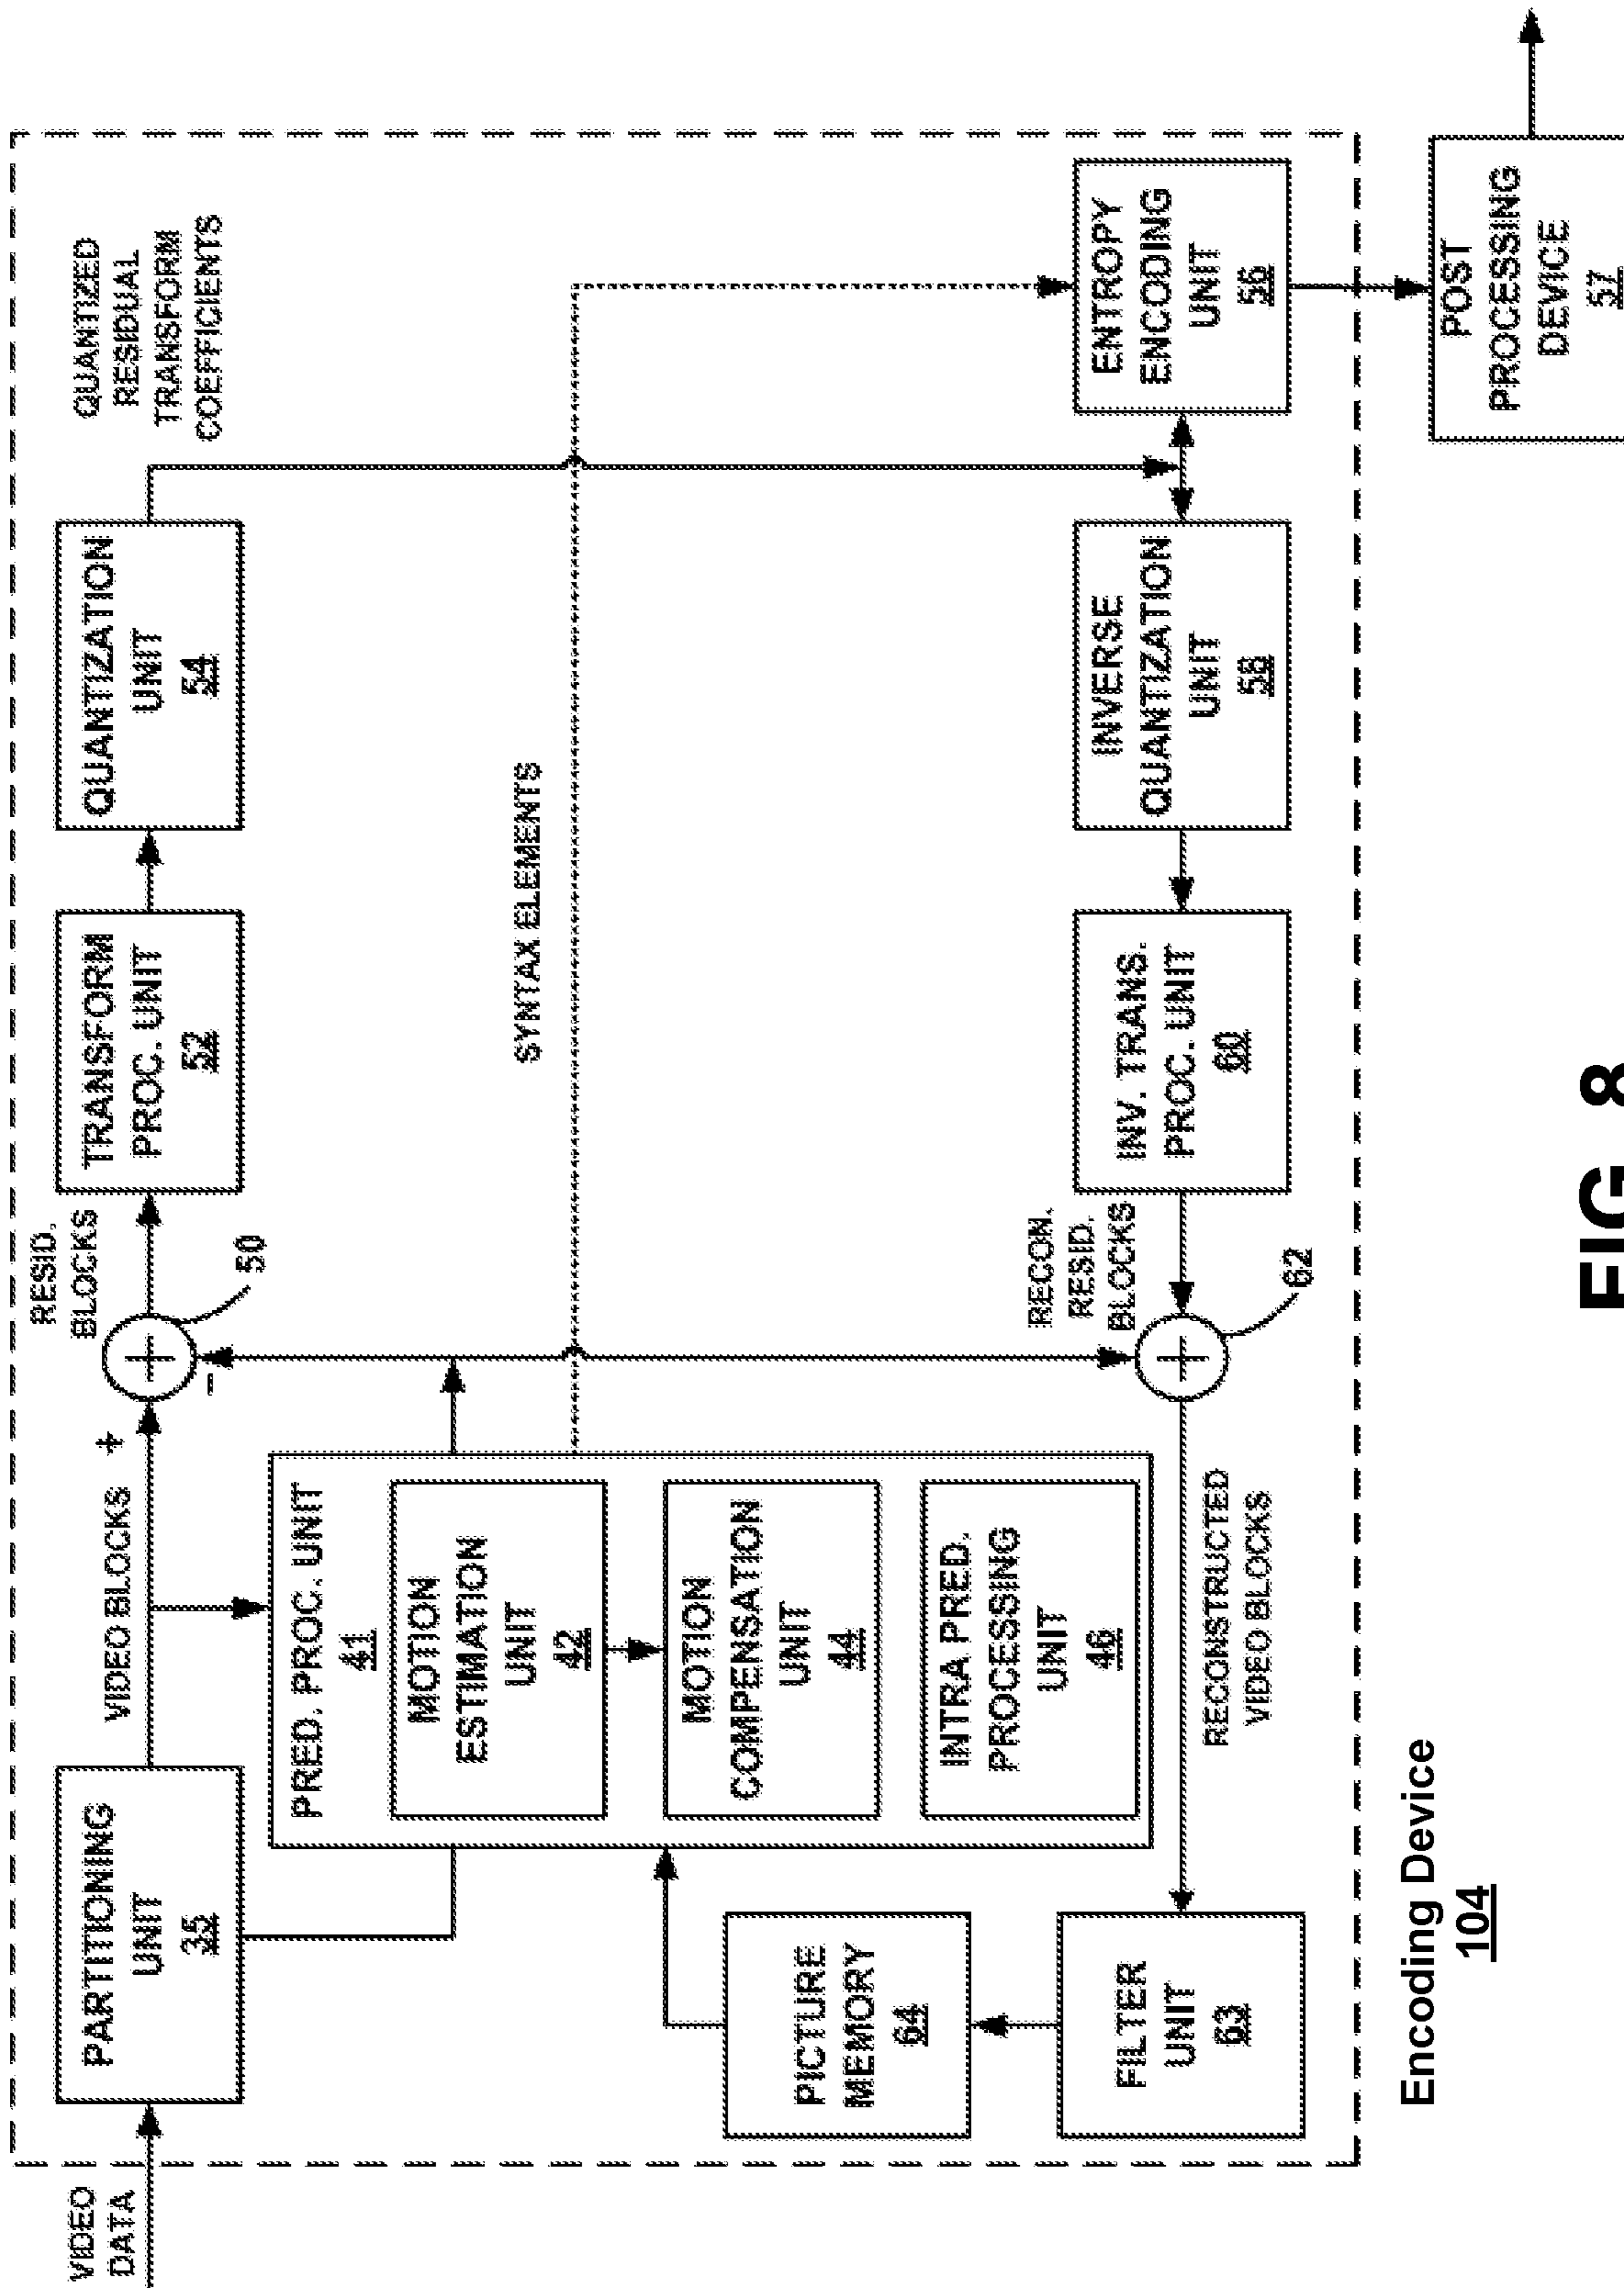 VIDEO
DATA
PARTITIONING
UNIT
35
VIDEO BLOCKS
+
-
RESID.
BLOCKS
50
TRANSFORM
PROC. UNIT
52
QUANTIZATION
UNIT
54
QUANTIZED
RESIDUAL
TRANSFORM
COEFFICIENTS
PRED. PROC. UNIT
41
MOTION
ESTIMATION
UNIT
42
MOTION
COMPENSATION
UNIT
44
INTRA PRED.
PROCESSING
UNIT
46
SYNTAX ELEMENTS
PICTURE
MEMORY
64
FILTER
UNIT
63
RECONSTRUCTED
VIDEO BLOCKS
RECON.
RESID.
BLOCKS
62
INV. TRANS.
PROC. UNIT
60
INVERSE
QUANTIZATION
UNIT
58
ENTROPY
ENCODING
UNIT
56
POST
PROCESSING
DEVICE
57
Encoding Device
104
FIG. 8